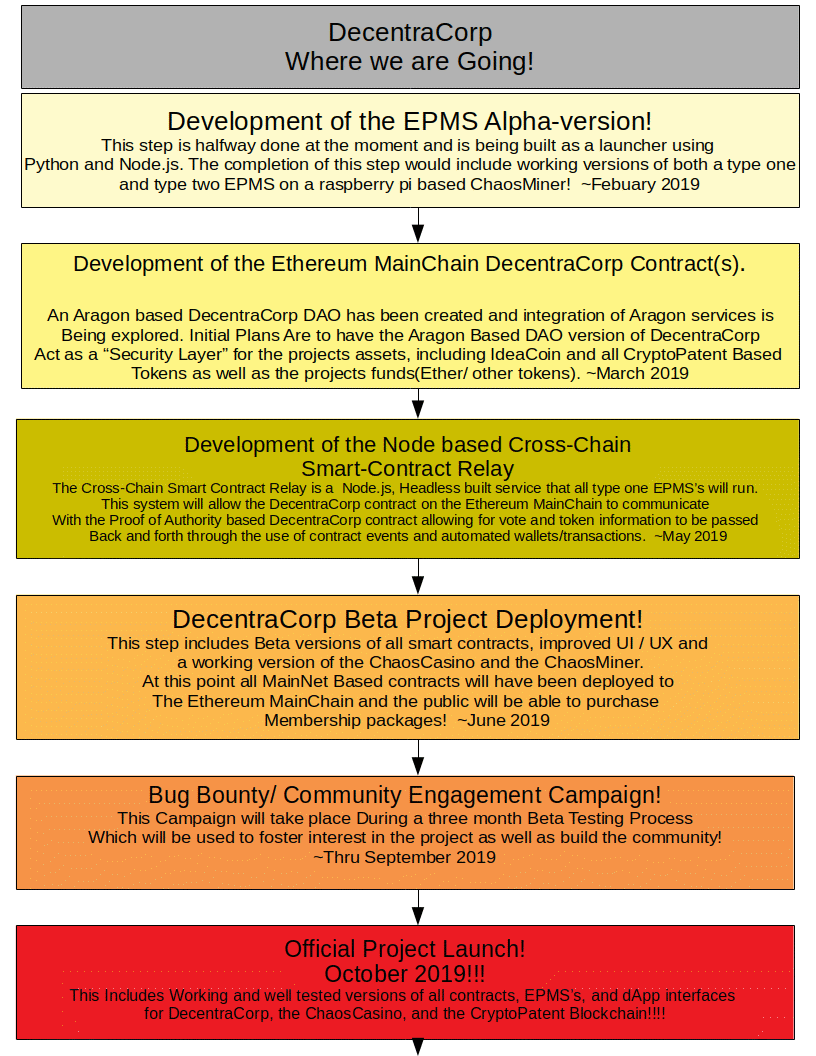 DecentraCorp
Where we are Going!
Development of the EPMS Alpha-version!
This step is halfway done at the moment and is being built as a launcher using
Python and Node.js. The completion of this step would include working versions of both a type one
and type two EPMS on a raspberry pi based ChaosMiner!  ~Febuary 2019
Development of the Ethereum MainChain DecentraCorp Contract(s).
An Aragon based DecentraCorp DAO has been created and integration of Aragon services is
Being explored. Initial Plans Are to have the Aragon Based DAO version of DecentraCorp
Act as a “Security Layer” for the projects assets, including IdeaCoin and all CryptoPatent Based
Tokens as well as the projects funds(Ether/ other tokens). ~March 2019
Development of the Node based Cross-Chain
Smart-Contract Relay
The Cross-Chain Smart Contract Relay is a  Node.js, Headless built service that all type one EPMS’s will run.
This system will allow the DecentraCorp contract on the Ethereum MainChain to communicate
With the Proof of Authority based DecentraCorp contract allowing for vote and token information to be passed
Back and forth through the use of contract events and automated wallets/transactions.  ~May 2019
DecentraCorp Beta Project Deployment!
This step includes Beta versions of all smart contracts, improved UI / UX and
a working version of the ChaosCasino and the ChaosMiner.
At this point all MainNet Based contracts will have been deployed to
The Ethereum MainChain and the public will be able to purchase
Membership packages!  ~June 2019
Bug Bounty/ Community Engagement Campaign!
This Campaign will take place During a three month Beta Testing Process
Which will be used to foster interest in the project as well as build the community!
~Thru September 2019
Official Project Launch!
October 2019!!!
This Includes Working and well tested versions of all contracts, EPMS’s, and dApp interfaces
for DecentraCorp, the ChaosCasino, and the CryptoPatent Blockchain!!!!